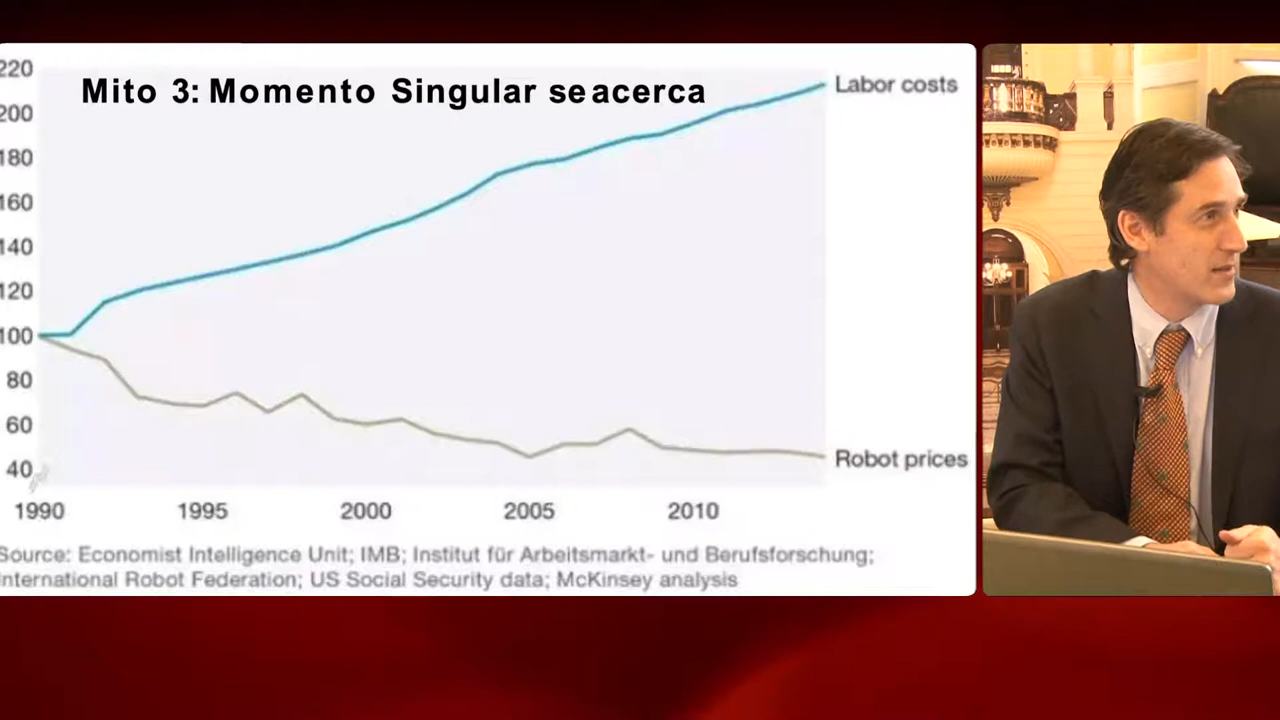 220
Mito 3: Momento Singular se acerca
Labor costs
200
180
160
140
120
100
80
60
40
Robot prices
1990 1995 2000 2005 2010
Source: Economist Intelligence Unit; IMB; Institut für Arbeitsmarkt- und Berufsforschung;
International Robot Federation; US Social Security data; McKinsey analysis